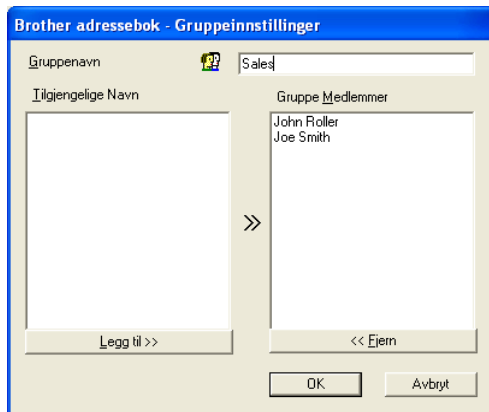 Brother adressebok - Gruppeinnstillinger
Gruppenavn
Sales
Tilgjengelige Navn
Gruppe Medlemmer
John Roller
Joe Smith
»
Legg til >>
<< Fjern
OK
Avbryt